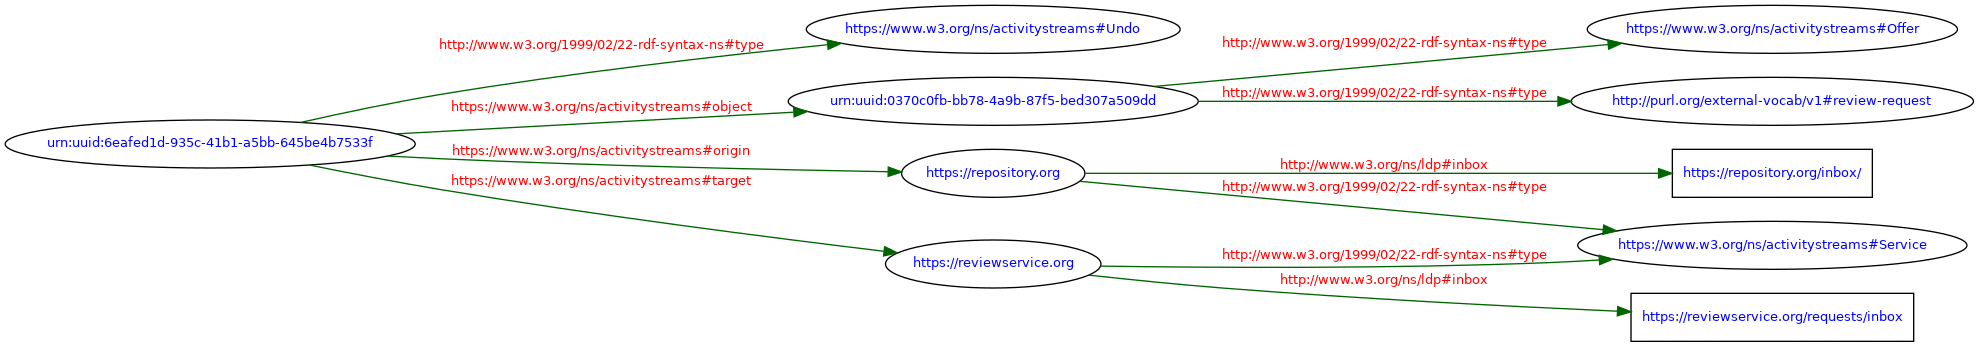 https://www.w3.org/ns/activitystreams#Undo
https://www.w3.org/ns/activitystreams#Offer
http://www.w3.org/1999/02/22-rdf-syntax-ns#type
http://www.w3.org/1999/02/22-rdf-syntax-ns#type
http://www.w3.org/1999/02/22-rdf-syntax-ns#type
urn:uuid:0370c0fb-bb78-4a9b-87f5-bed307a509dd
http://purl.org/external-vocab/v1#review-request
https://www.w3.org/ns/activitystreams#object
urn:uuid:6eafed1d-935c-41b1-a5bb-645be4b7533f
https://www.w3.org/ns/activitystreams#origin
http://www.w3.org/ns/ldp#inbox
https://repository.org
https://repository.org/inbox/
https://www.w3.org/ns/activitystreams#target
http://www.w3.org/1999/02/22-rdf-syntax-ns#type
https://www.w3.org/ns/activitystreams#Service
http://www.w3.org/1999/02/22-rdf-syntax-ns#type
https://reviewservice.org
http://www.w3.org/ns/ldp#inbox
https://reviewservice.org/requests/inbox